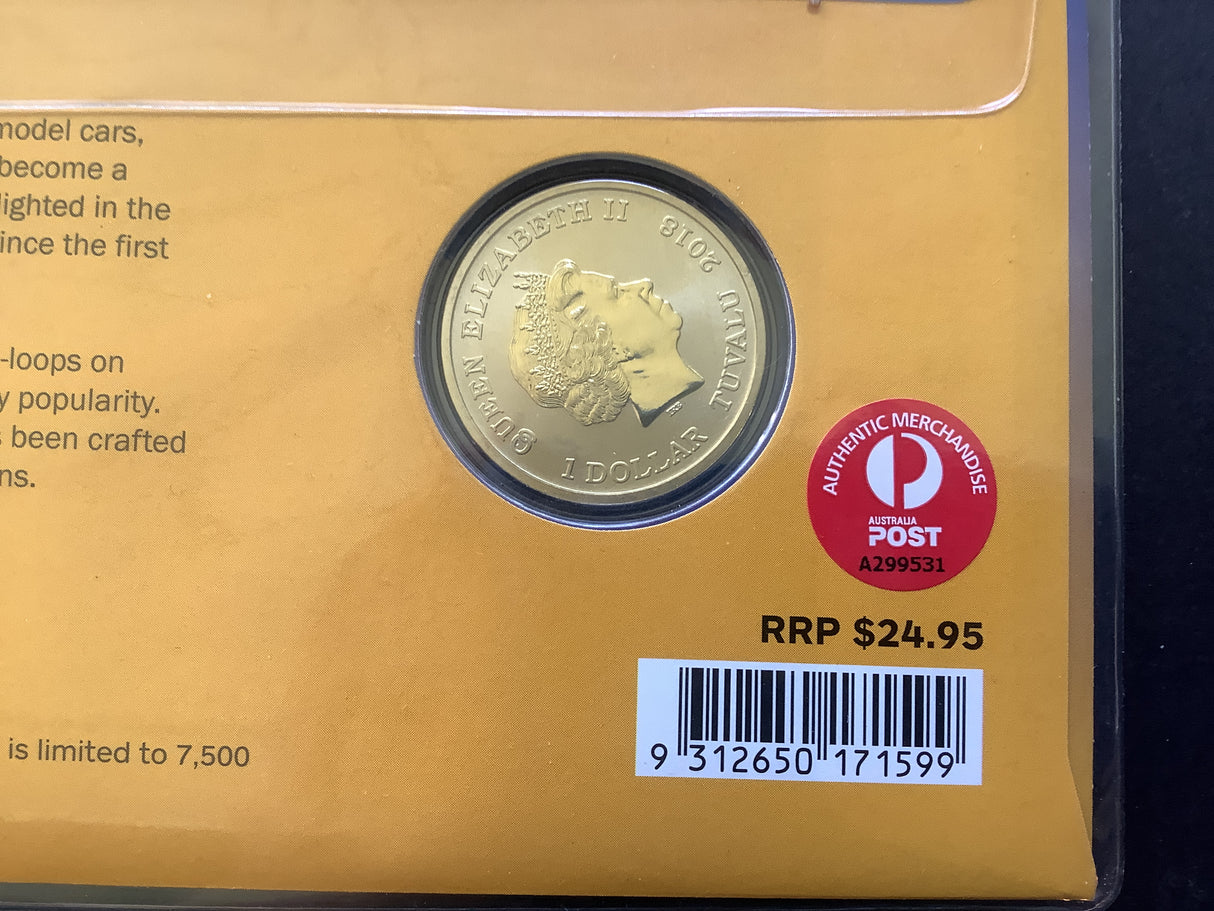 model cars,
become a
lighted in the
ince the first
-loops on
y popularity.
s been crafted
ns.
is limited to 7,500
QUEEN ELIZABETH II
2018
TUVALU
1 DOLLAR
AUTHENTIC MERCHANDISE
AUSTRALIA
POST
A299531
RRP $24.95
9 312650 171599